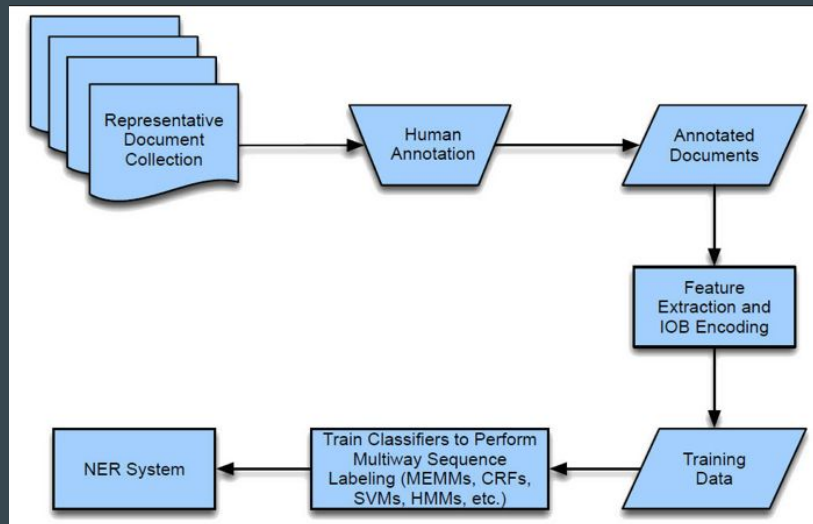 Representative
Document
Collection
Human
Annotation
Annotated
Documents
Feature
Extraction and
IOB Encoding
Training
Data
Train Classifiers to Perform
Multiway Sequence
Labeling (MEMMs, CRFs,
SVMs, HMMs, etc.)
NER System